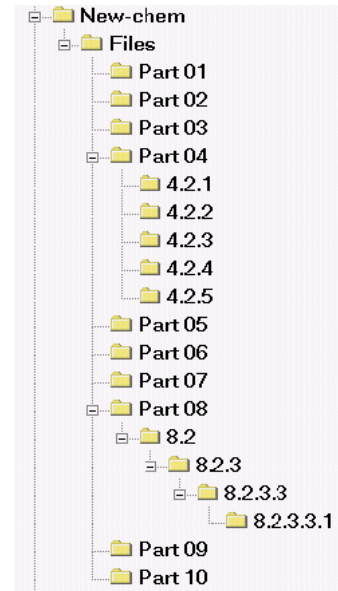 New-chem
Files
Part 01
Part 02
Part 03
Part 04
4.2.1
4.2.2
4.2.3
4.2.4
4.2.5
Part 05
Part 06
Part 07
Part 08
8.2
8.2.3
8.2.3.3
8.2.3.3.1
Part 09
Part 10